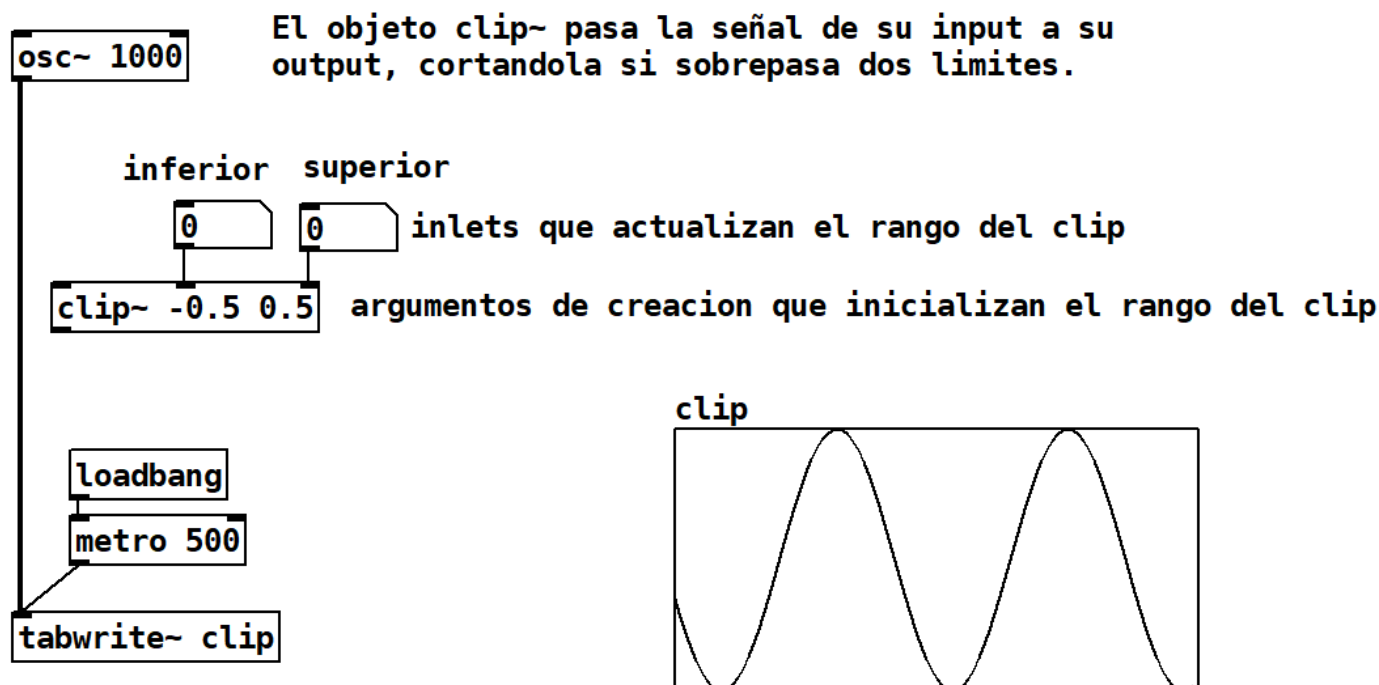 osc~ 1000
El objeto clip~ pasa la señal de su input a su
output, cortandola si sobrepasa dos limites.
inferior
superior
0
0
inlets que actualizan el rango del clip
clip~ -0.5 0.5
argumentos de creacion que inicializan el rango del clip
clip
loadbang
metro 500
tabwrite~ clip